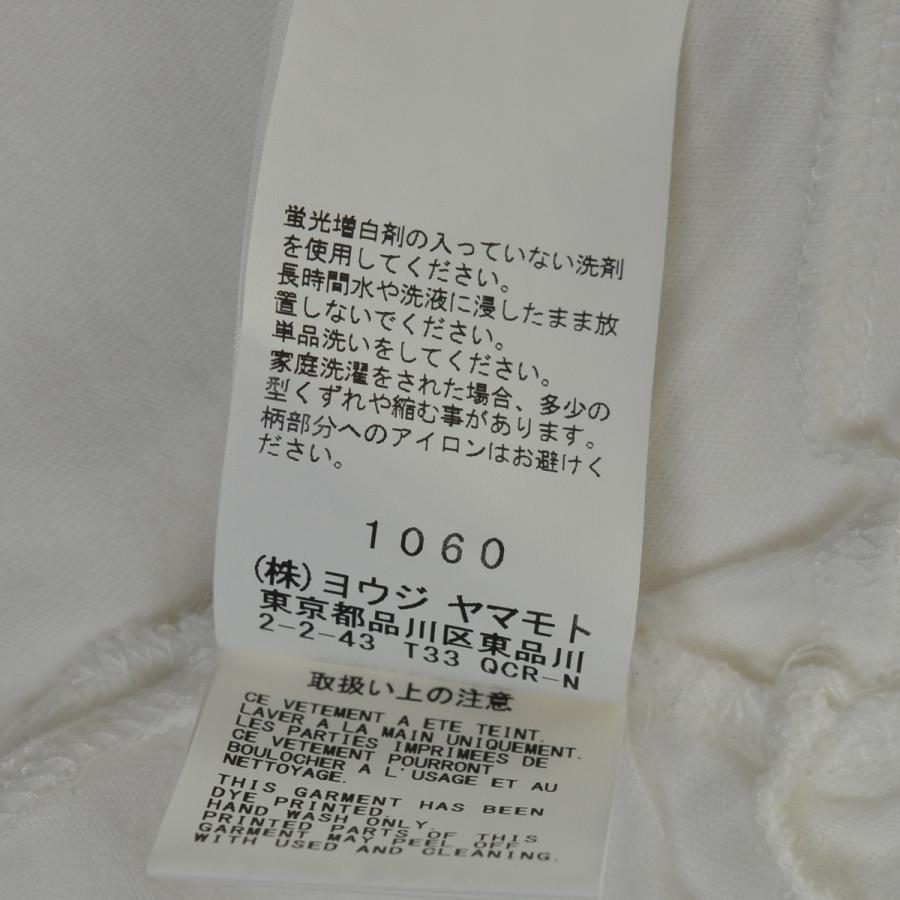 蛍光増白剤の入っていない洗剤
を使用してください。
長時間水や洗液に浸したまま放
置しないでください。
単品洗いをしてください。
家庭洗濯をされた場合、多少の
型くずれや縮む事があります。
柄部分へのアイロンはお避けく
ださい。
1060
(株)ヨウジ ヤマモト
東京都品川区東品川
2-2-43 T33 QCR-N
取扱い上の注意
CE VETEMENT A ETE TEINT.
LAVER A LA MAIN UNIQUEMENT.
LES PARTIES IMPRIMEES DE
CE VETEMENT POURRONT
BOULOCHER A L'USAGE ET AU
NETTOYAGE.
THIS GARMENT HAS BEEN
DYE PRINTED.
HAND WASH ONLY.
PRINTED PARTS OF THIS
GARMENT MAY PEEL OFF
WITH USED AND CLEANING.